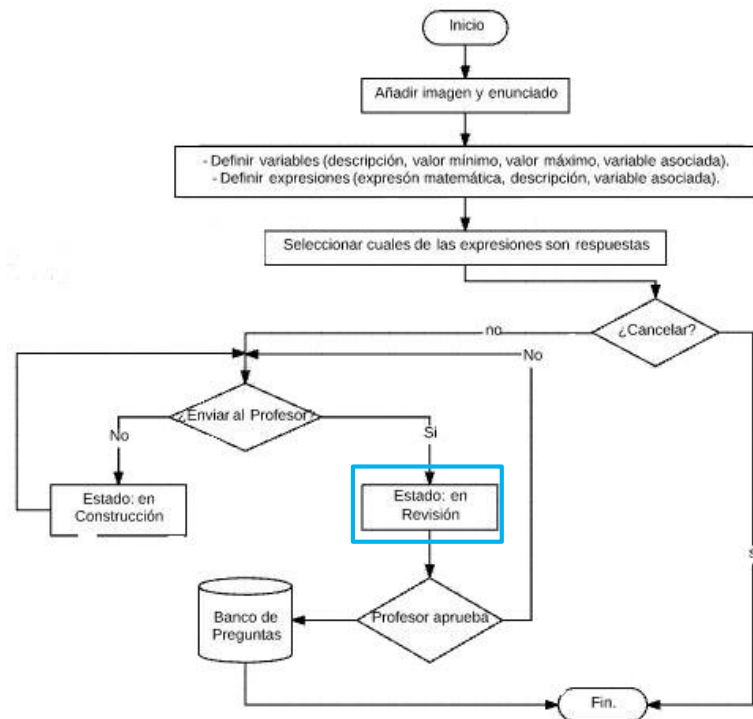 Inicio
Añadir imagen y enunciado
- Definir variables (descripción, valor mínimo, valor máximo, variable asociada).
- Definir expresiones (expresón matemática, descripción, variable asociada).
Seleccionar cuales de las expresiones son respuestas
¿Cancelar?
no
No
¿Enviar al Profesor?
No
Si
Estado: en
Construcción
Estado: en
Revisión
s
Profesor aprueba
Banco de
Preguntas
Fin.